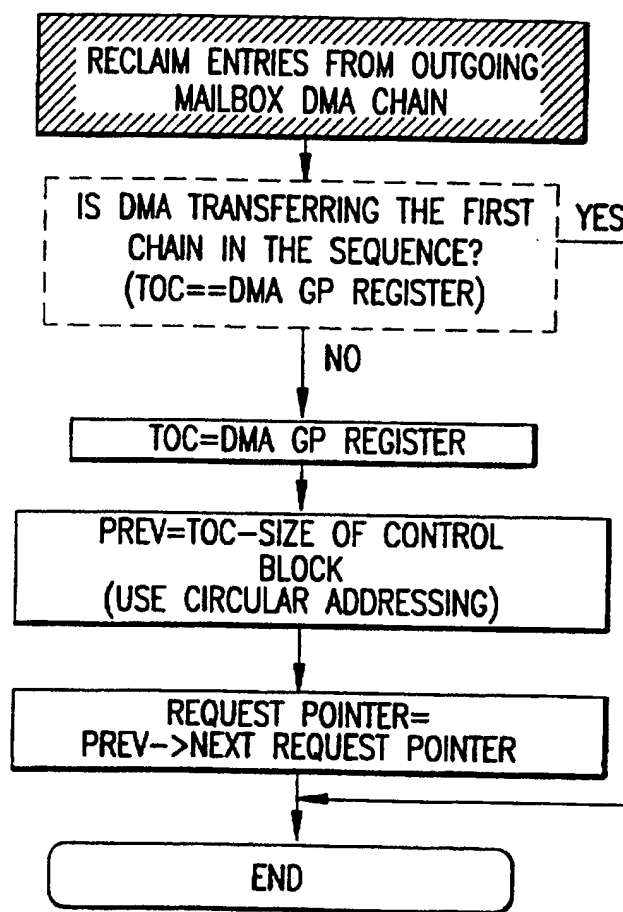 RECLAIM ENTRIES FROM OUTGOING
MAILBOX DMA CHAIN
IS DMA TRANSFERRING THE FIRST
CHAIN IN THE SEQUENCE?
(TOC==DMA GP REGISTER)
YES
NO
TOC=DMA GP REGISTER
PREV=TOC-SIZE OF CONTROL
BLOCK
(USE CIRCULAR ADDRESSING)
REQUEST POINTER=
PREV->NEXT REQUEST POINTER
END